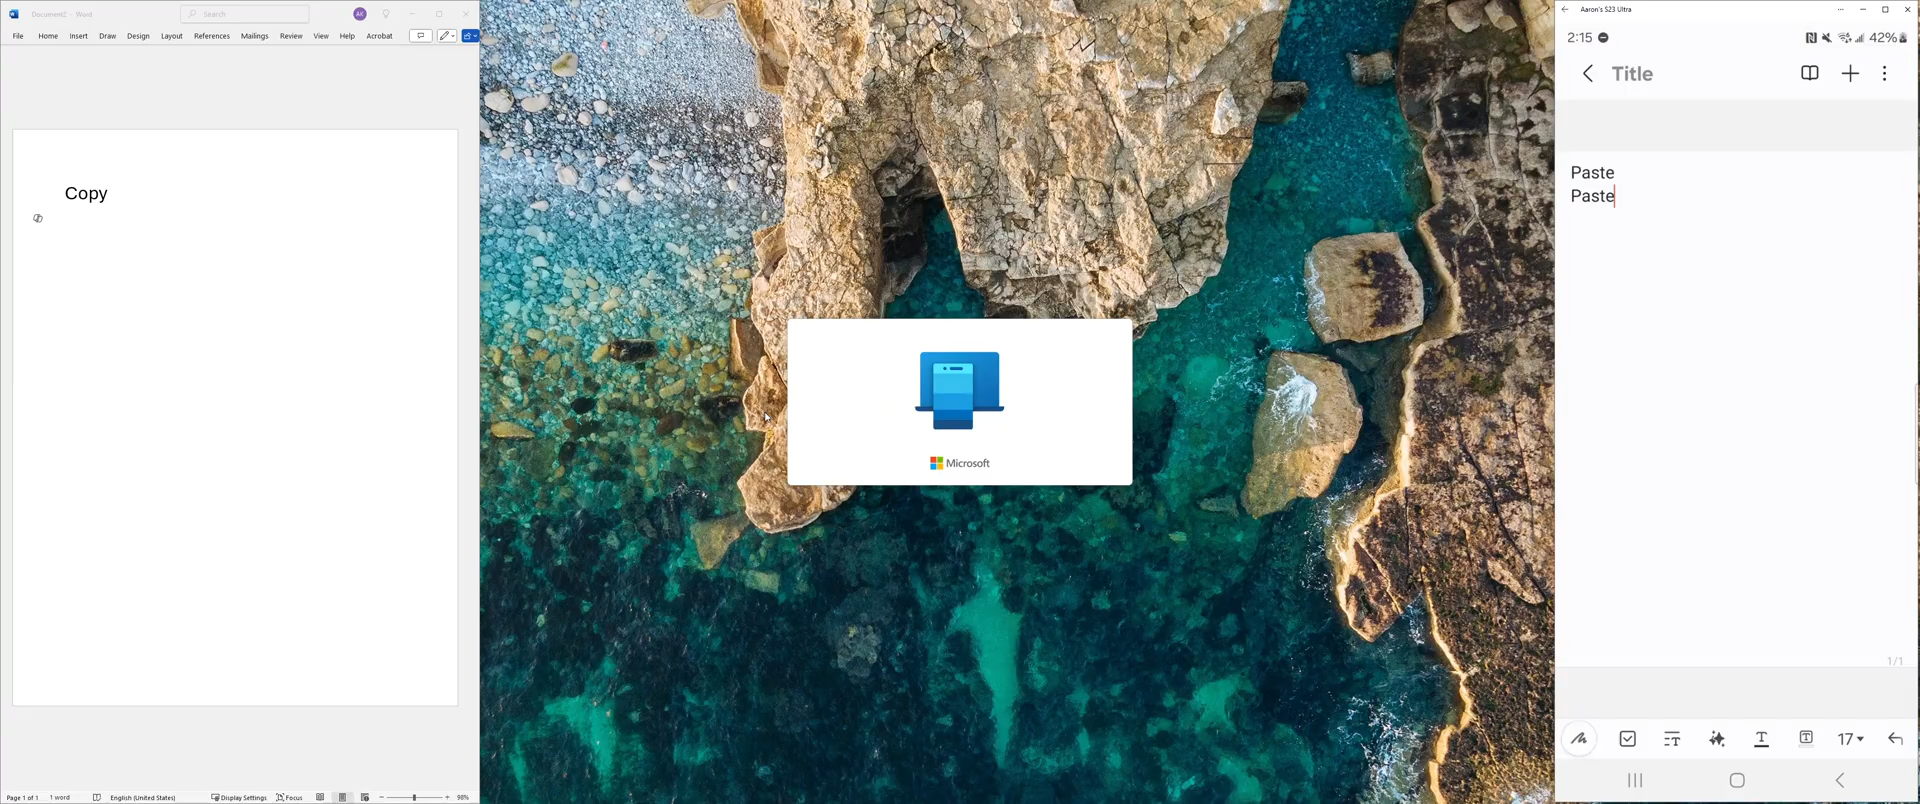 Document2 - Word
Search
AK
File Home Insert Draw Design Layout References Mailings Review View Help Acrobat
Copy
Page 1 of 1 1 word English (United States) Display Settings Focus 98%
Microsoft
Aaron's S23 Ultra
2:15 42%
Title
Paste
Paste
1/1
17